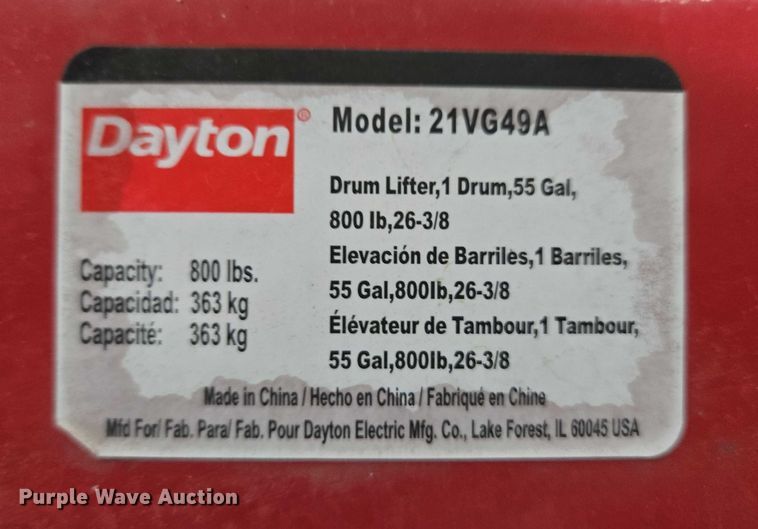 Dayton®
Model: 21VG49A
Drum Lifter,1 Drum,55 Gal,
800 lb,26-3/8
Elevación de Barriles,1 Barriles,
55 Gal,800lb,26-3/8
Élévateur de Tambour,1 Tambour,
55 Gal,800lb,26-3/8
Capacity: 800 lbs.
Capacidad: 363 kg
Capacité: 363 kg
Made in China / Hecho en China / Fabriqué en Chine
Mfd For/ Fab. Para/ Fab. Pour Dayton Electric Mfg. Co., Lake Forest, IL 60045 USA
Purple Wave Auction